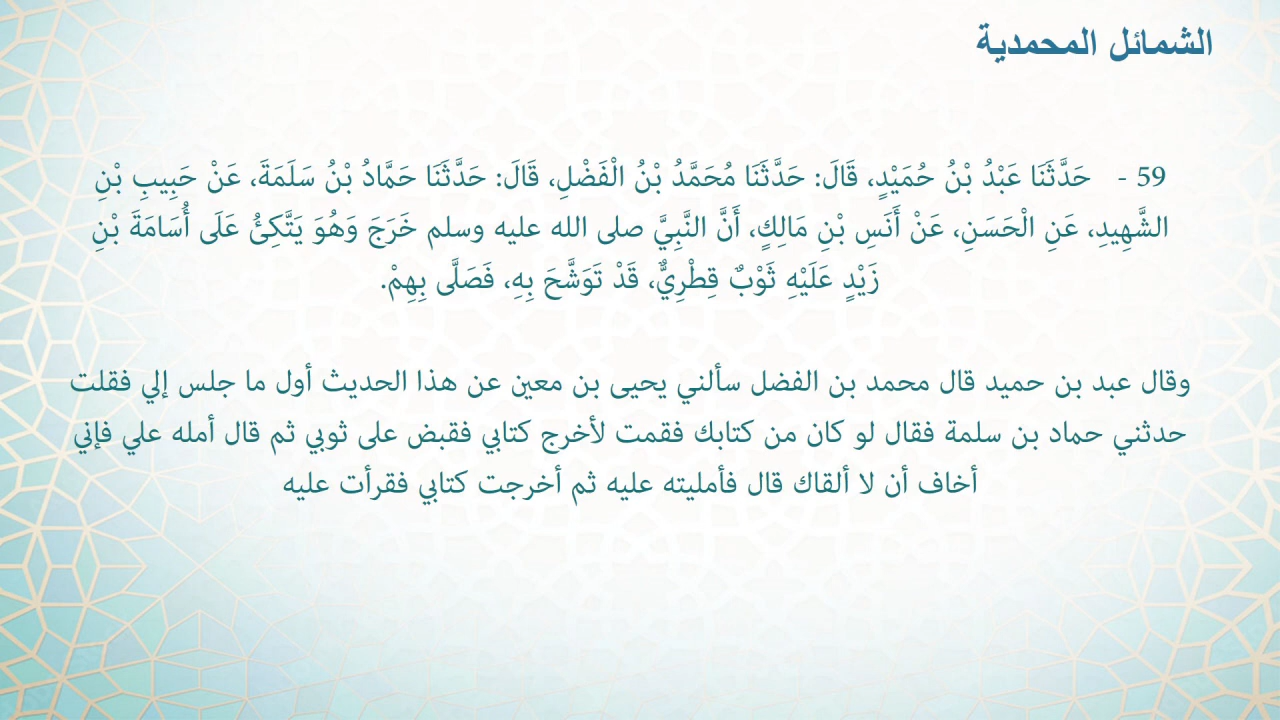 الشمائل المحمدية
59 - حَدَّثَنَا عَبْدُ بْنُ حُمَيْدٍ، قَالَ: حَدَّثَنَا مُحَمَّدُ بْنُ الْفَضْلِ، قَالَ: حَدَّثَنَا حَمَّادُ بْنُ سَلَمَةَ، عَنْ حَبِيبِ بْنِ
الشَّهِيدِ، عَنِ الْحَسَنِ، عَنْ أَنَسِ بْنِ مَالِكٍ، أَنَّ النَّبِيَّ صلى الله عليه وسلم خَرَجَ وَهُوَ يَتَّكِئُ عَلَى أُسَامَةَ بْنِ
زَيْدٍ عَلَيْهِ ثَوْبٌ قِطْرِيٌّ، قَدْ تَوَشَّحَ بِهِ، فَصَلَّى بِهِمْ.
وقال عبد بن حميد قال محمد بن الفضل سألني يحيى بن معين عن هذا الحديث أول ما جلس إلي فقلت
حدثني حماد بن سلمة فقال لو كان من كتابك فقمت لأخرج كتابي فقبض على ثوبي ثم قال أمله علي فإني
أخاف أن لا ألقاك قال فأمليته عليه ثم أخرجت كتابي فقرأت عليه